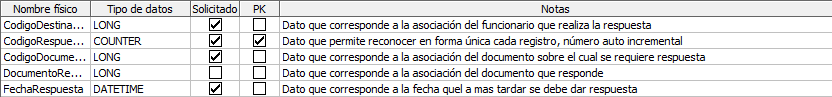 Nombre físico Tipo de datos Solicitado PK Notas
CodigoDestina... LONG Dato que corresponde a la asociación del funcionario que realiza la respuesta
CodigoRespue... COUNTER Dato que permite reconocer en forma única cada registro, número auto incremental
CodigoDocume... LONG Dato que corresponde a la asociación del documento sobre el cual se requiere respuesta
DocumentoRe... LONG Dato que corresponde a la asociación del documento que responde
FechaRespuesta DATETIME Dato que corresponde a la fecha quel a mas tardar se debe dar respuesta